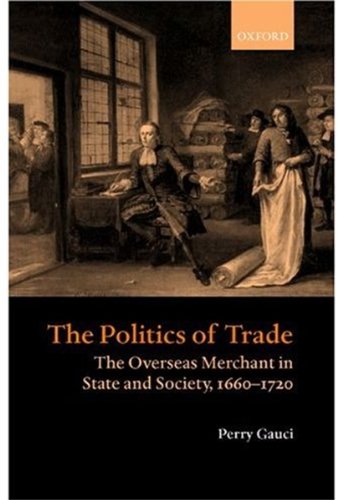 OXFORD
The Politics of Trade
The Overseas Merchant in
State and Society, 1660–1720
Perry Gauci